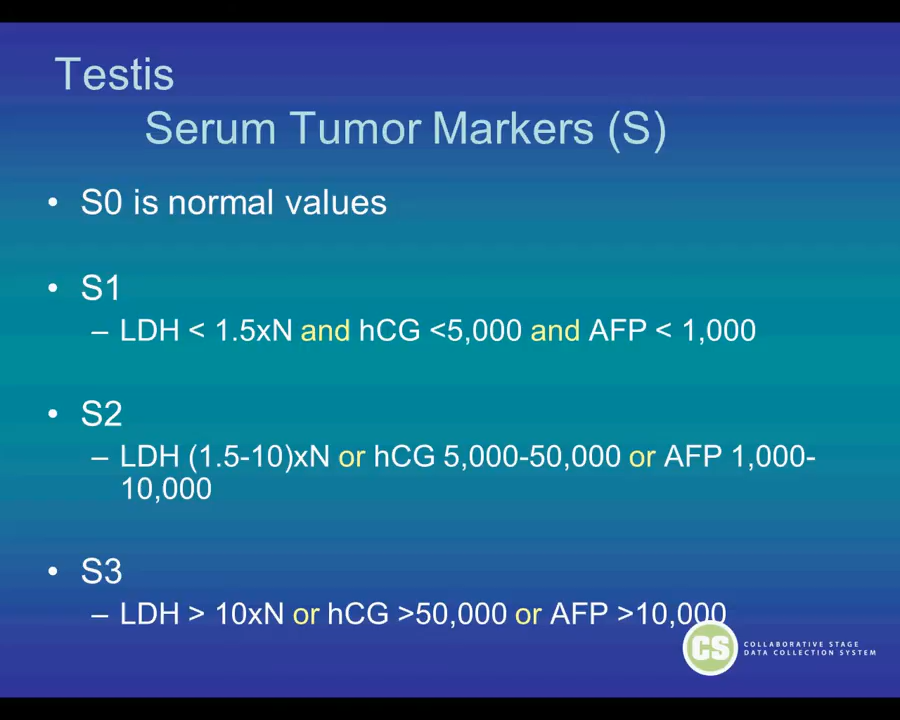 Testis
Serum Tumor Markers (S)
• S0 is normal values
• S1
– LDH < 1.5xN and hCG <5,000 and AFP < 1,000
• S2
– LDH (1.5-10)xN or hCG 5,000-50,000 or AFP 1,000-
10,000
• S3
– LDH > 10xN or hCG >50,000 or AFP >10,000
CS COLLABORATIVE STAGE
DATA COLLECTION SYSTEM